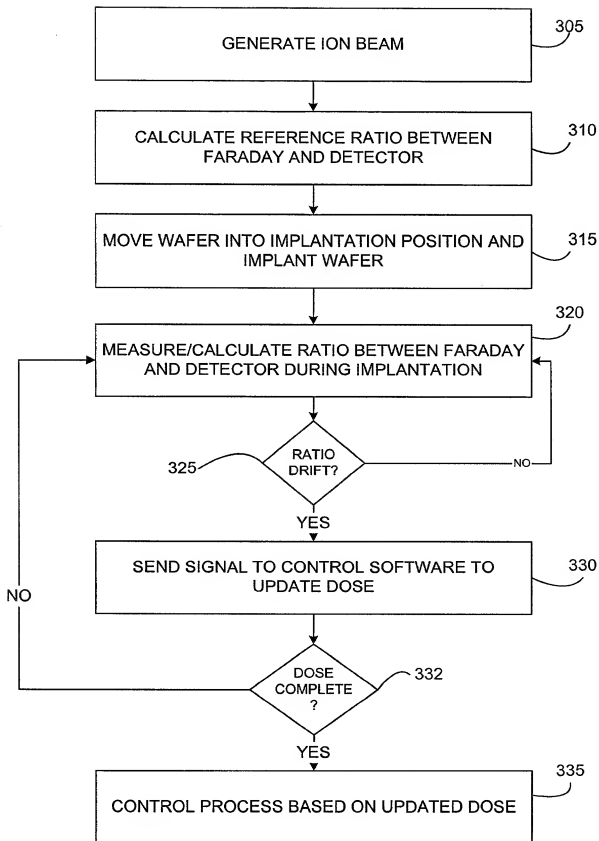 GENERATE ION BEAM
305
CALCULATE REFERENCE RATIO BETWEEN
FARADAY AND DETECTOR
310
MOVE WAFER INTO IMPLANTATION POSITION AND
IMPLANT WAFER
315
320
MEASURE/CALCULATE RATIO BETWEEN FARADAY
AND DETECTOR DURING IMPLANTATION
RATIO
DRIFT?
325
NO
YES
SEND SIGNAL TO CONTROL SOFTWARE TO
UPDATE DOSE
330
NO
DOSE
COMPLETE
?
332
YES
335
CONTROL PROCESS BASED ON UPDATED DOSE